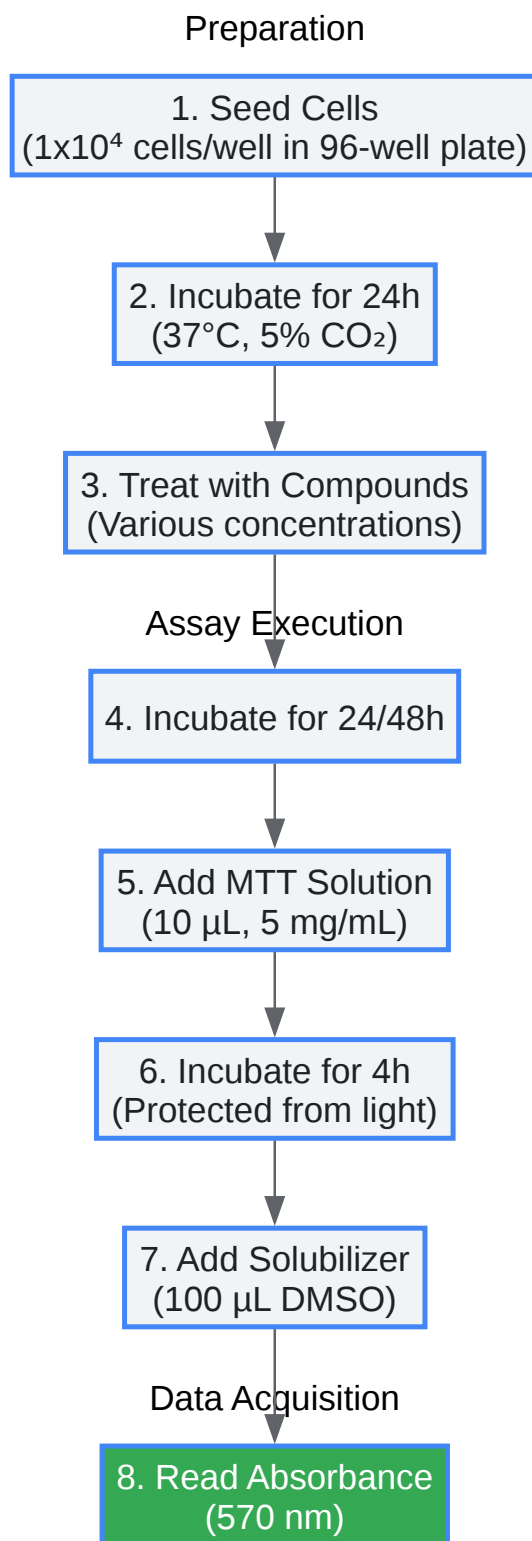 Preparation
1. Seed Cells
(1x10⁴ cells/well in 96-well plate)
2. Incubate for 24h
(37°C, 5% CO₂)
3. Treat with Compounds
(Various concentrations)
Assay Execution
4. Incubate for 24/48h
5. Add MTT Solution
(10 µL, 5 mg/mL)
6. Incubate for 4h
(Protected from light)
7. Add Solubilizer
(100 µL DMSO)
Data Acquisition
8. Read Absorbance
(570 nm)